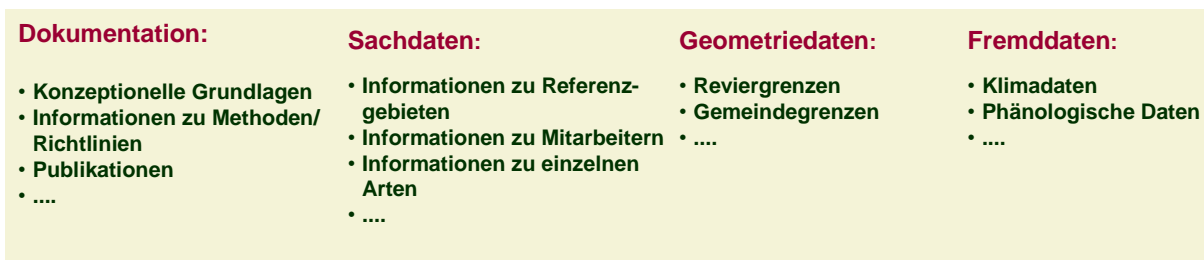 Dokumentation:
• Konzeptionelle Grundlagen
• Informationen zu Methoden/
Richtlinien
• Publikationen
• ....
Sachdaten:
• Informationen zu Referenz-
gebieten
• Informationen zu Mitarbeitern
• Informationen zu einzelnen
Arten
• ....
Geometriedaten:
• Reviergrenzen
• Gemeindegrenzen
• ....
Fremddaten:
• Klimadaten
• Phänologische Daten
• ....